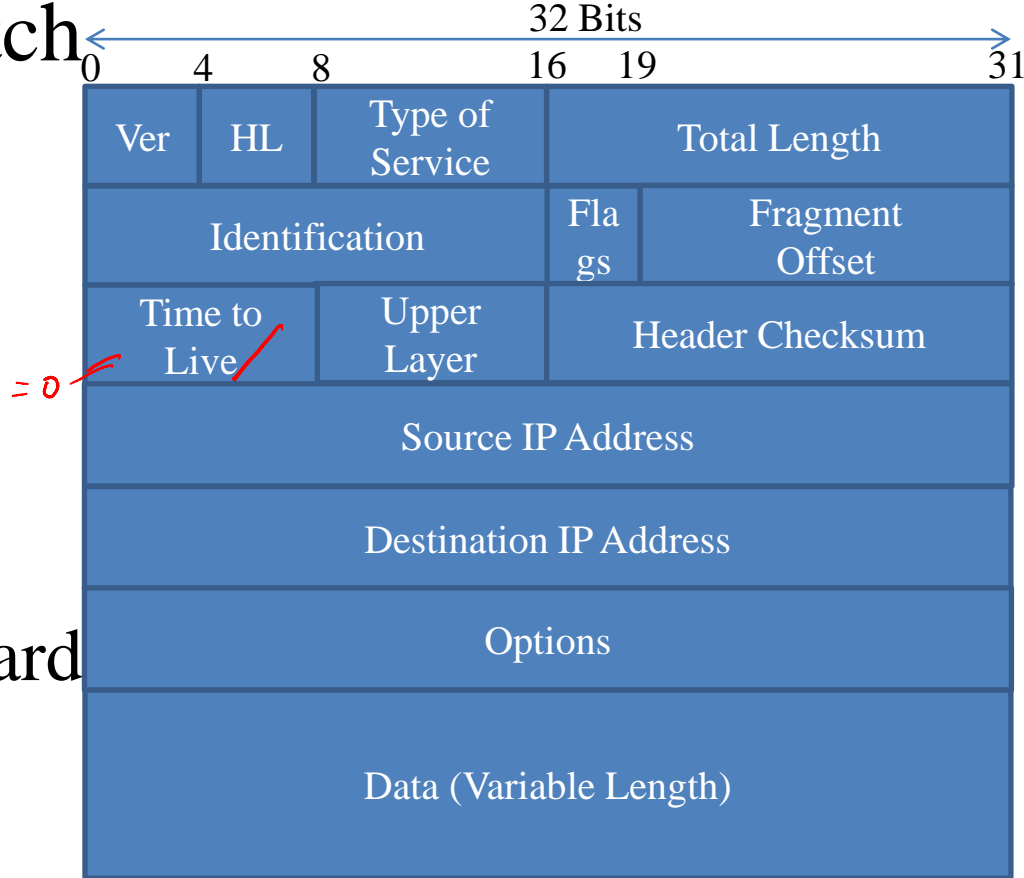 32 Bits
0 4 8 16 19 31
Ver HL Type of
Service
Total Length
Identification
Fla
gs
Fragment
Offset
Time to
Live
Upper
Layer
Header Checksum
= 0
Source IP Address
Destination IP Address
Options
ard
Data (Variable Length)